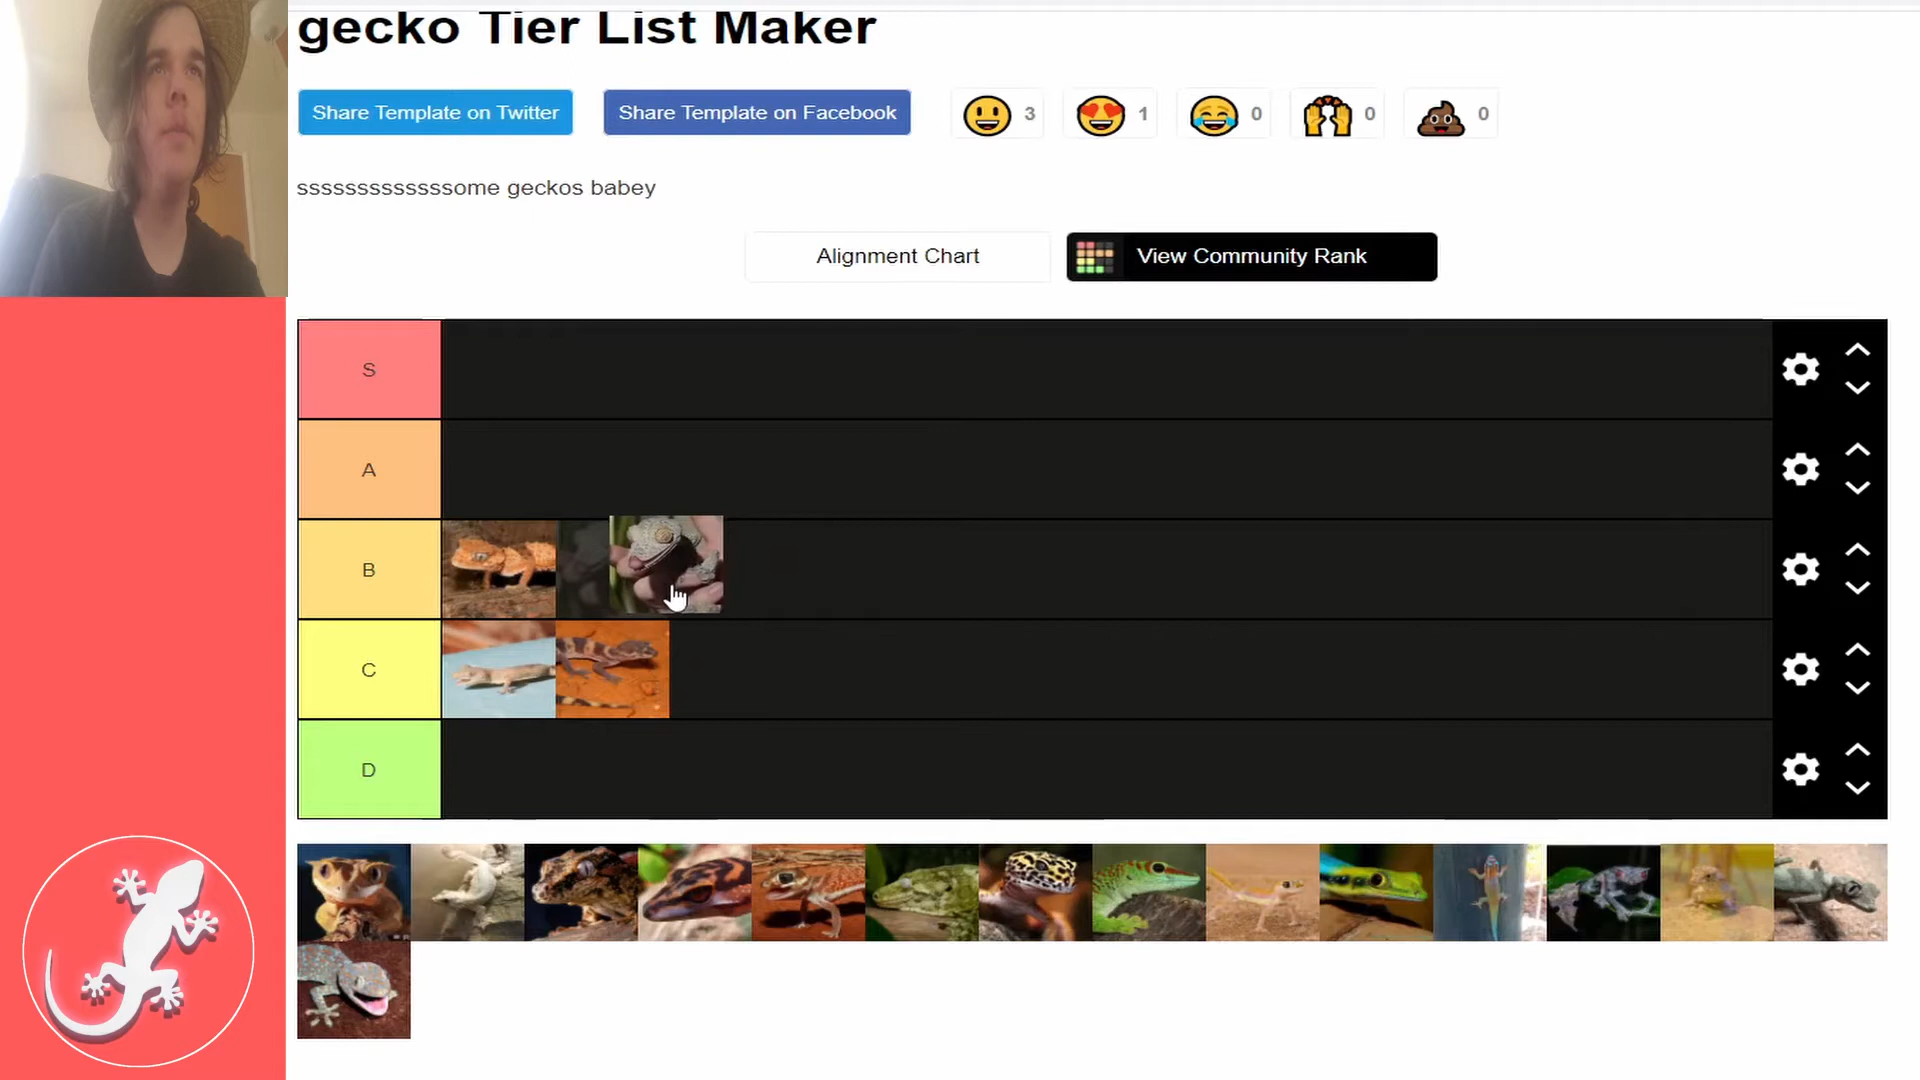 gecko Tier List Maker
Share Template on Twitter
Share Template on Facebook
3
1
0
0
0
sssssssssssssome geckos babey
Alignment Chart
View Community Rank
S
A
B
C
D